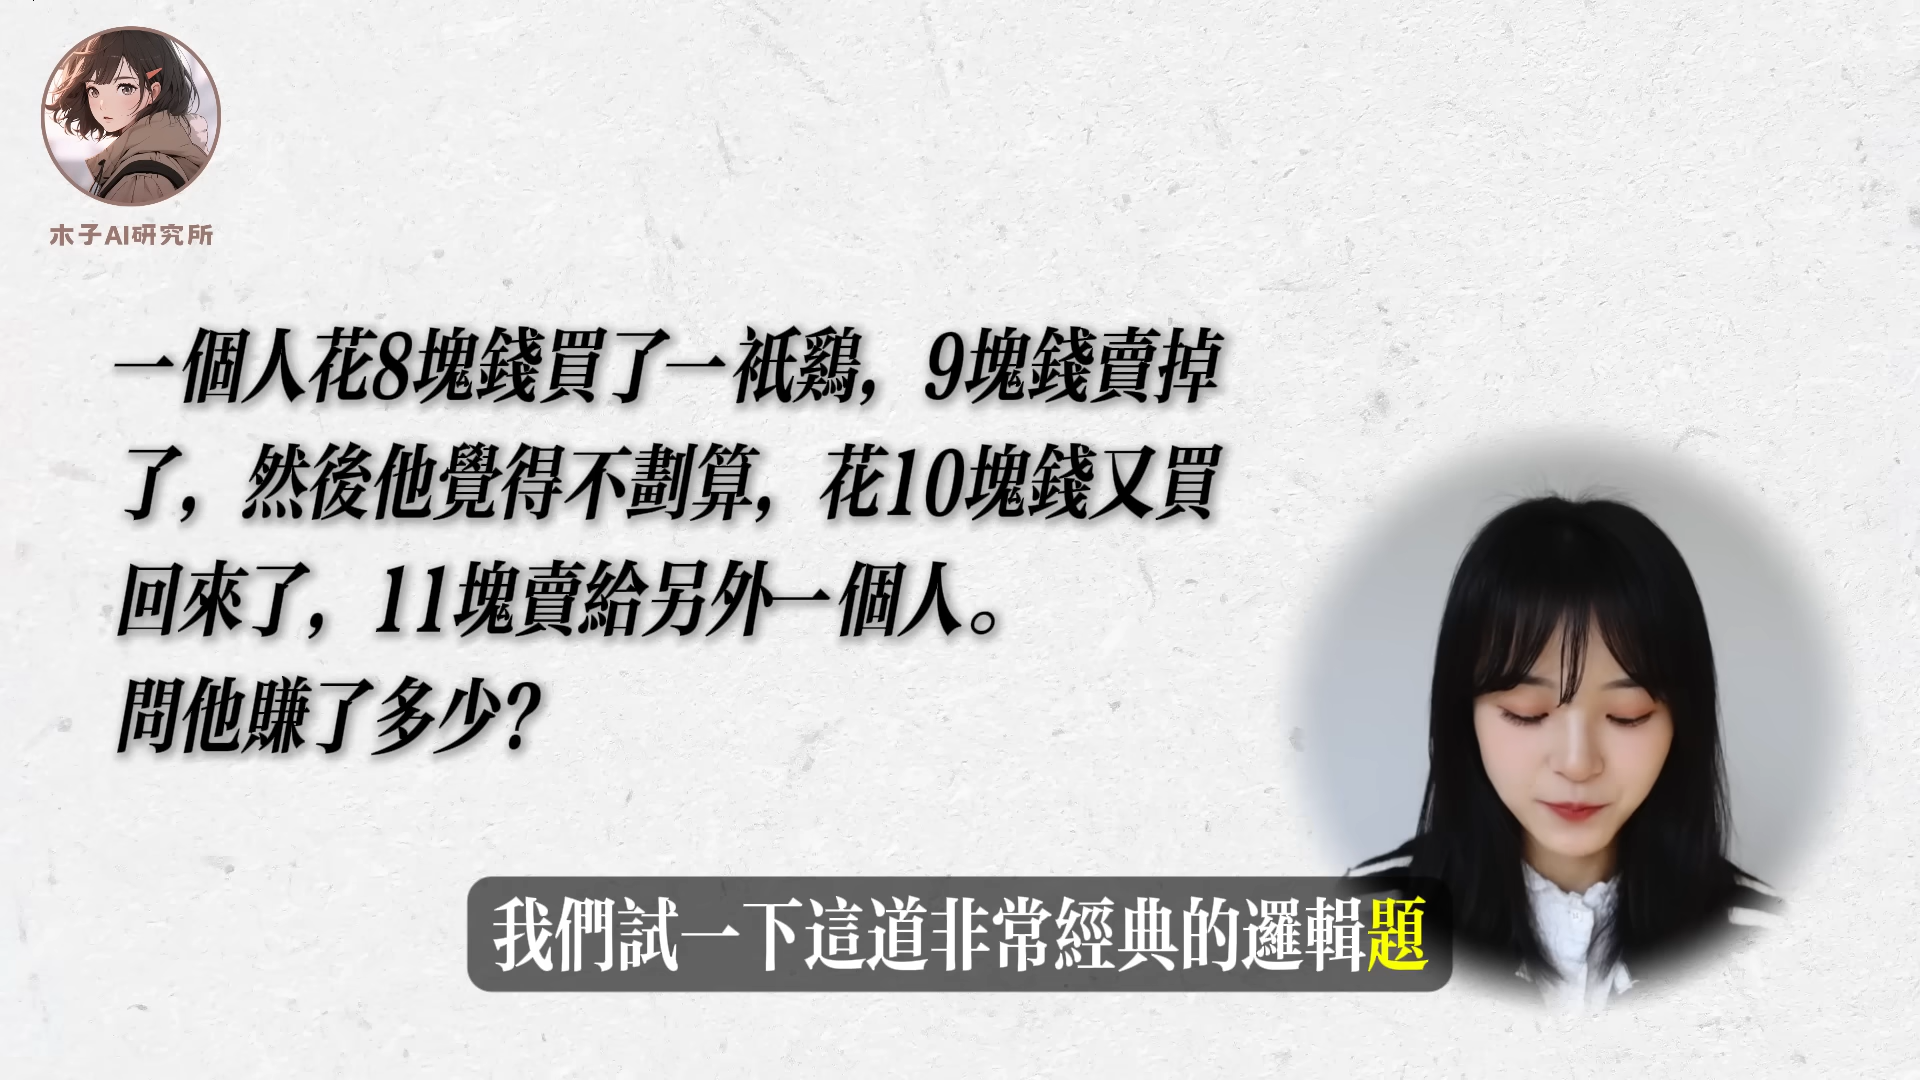 木子AI研究所
一個人花8塊錢買了一衹鷄，9塊錢賣掉
了，然後他覺得不劃算，花10塊錢又買
回來了，11塊賣給另外一個人。
問他賺了多少？
我們試一下這道非常經典的邏輯題